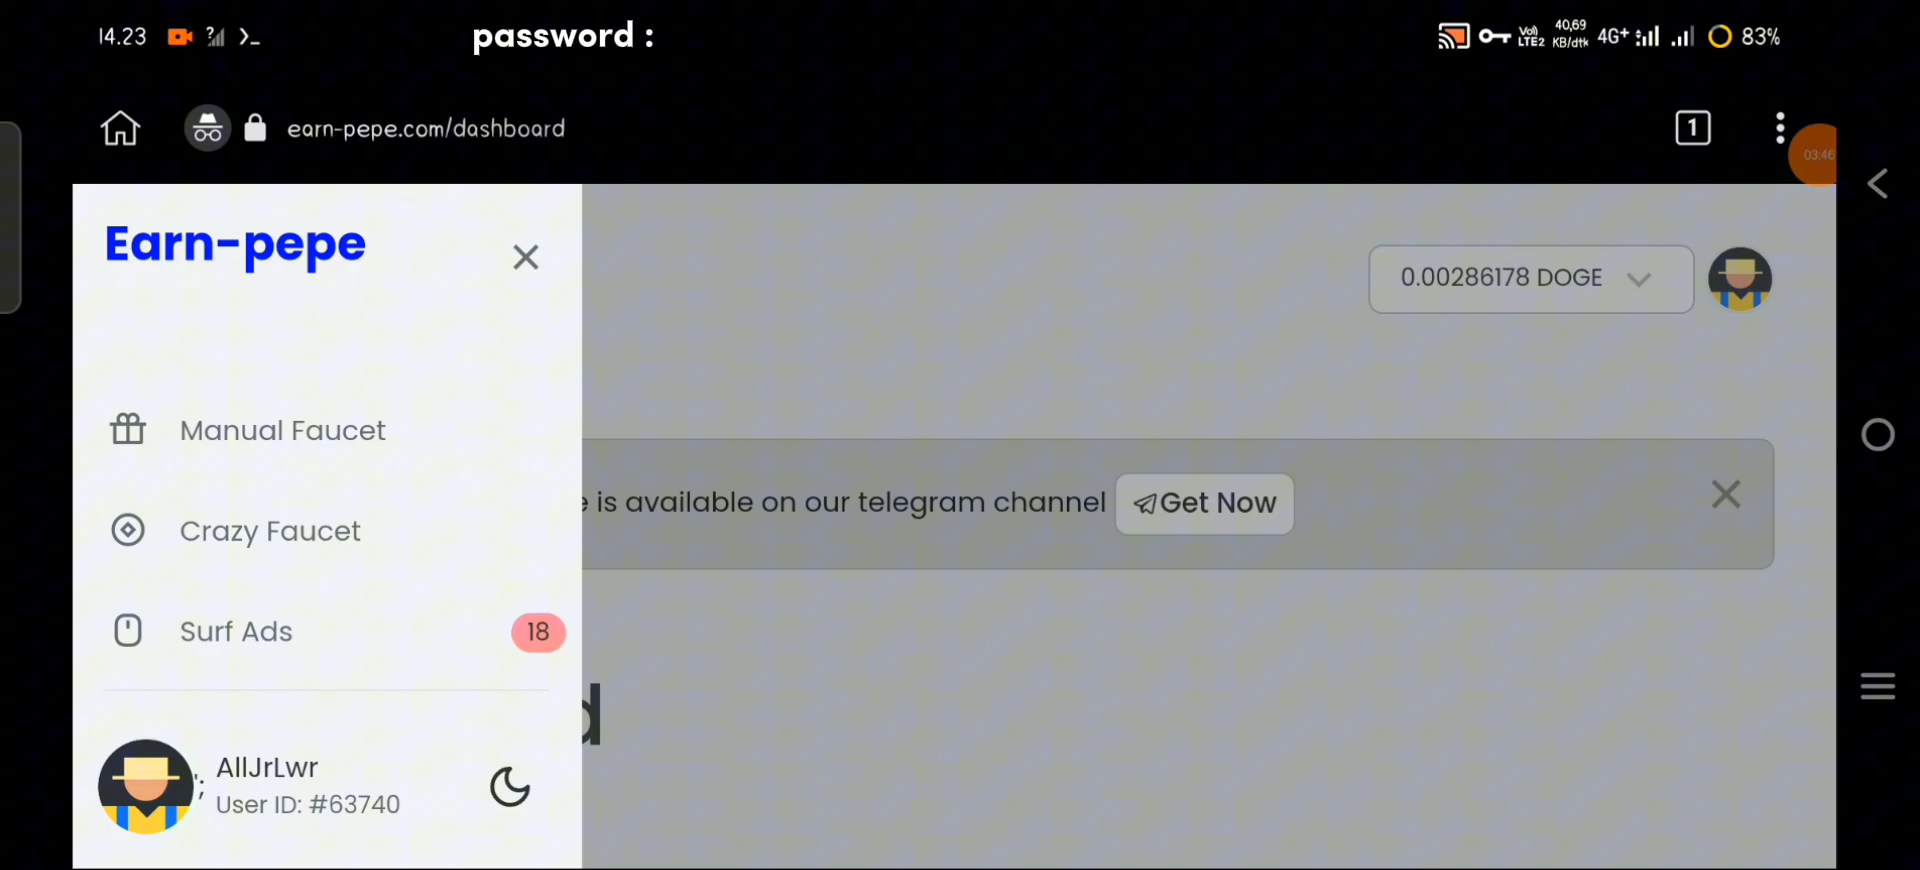 14.23
password :
Vo) LTE2
40,69 KB/dtk
4G+
83%
earn-pepe.com/dashboard
1
03:46
Earn-pepe
0.00286178 DOGE
Manual Faucet
e is available on our telegram channel
Get Now
Crazy Faucet
Surf Ads
18
d
AllJrLwr
';
User ID: #63740